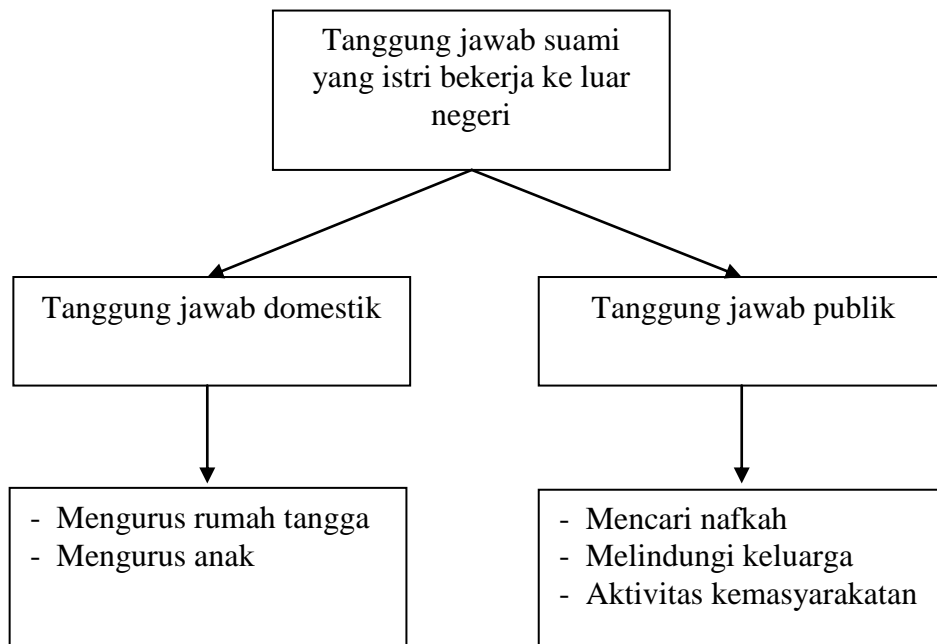 Tanggung jawab suami
yang istri bekerja ke luar
negeri
Tanggung jawab domestik
Tanggung jawab publik
- Mengurus rumah tangga
- Mengurus anak
- Mencari nafkah
- Melindungi keluarga
- Aktivitas kemasyarakatan